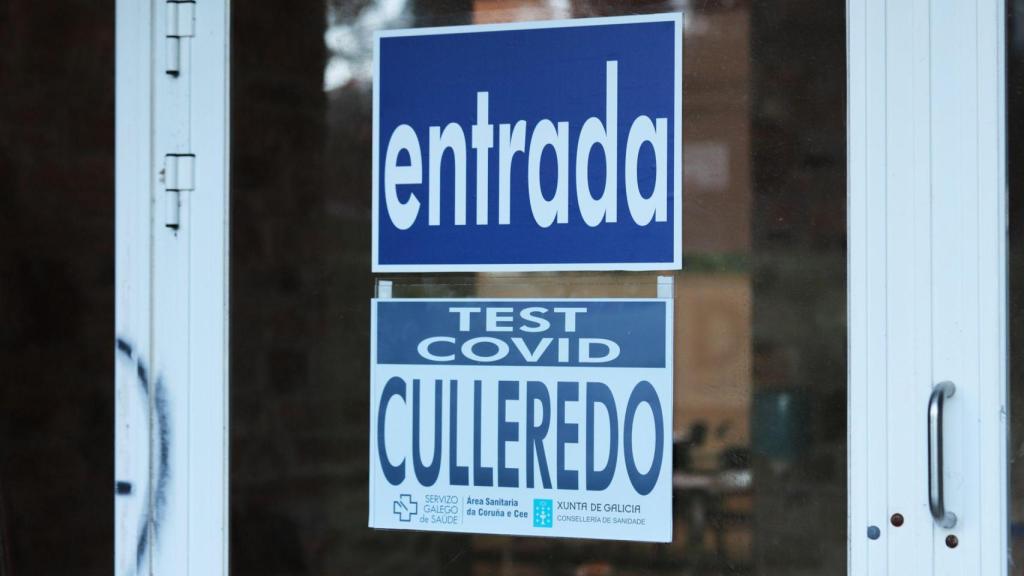 entrada
TEST
COVID
CULLEREDO
SERVIZO
GALEGO
de SAÚDE
Área Sanitaria
da Coruña e Cee
XUNTA DE GALICIA
CONSELLERÍA DE SANIDADE